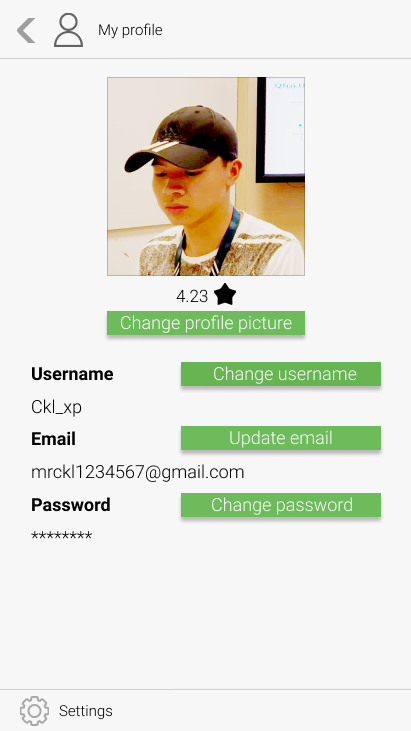 My profile
4.23
Change profile picture
Username
Change username
Ckl_xp
Email
Update email
mrckl1234567@gmail.com
Password
Change password
********
Settings